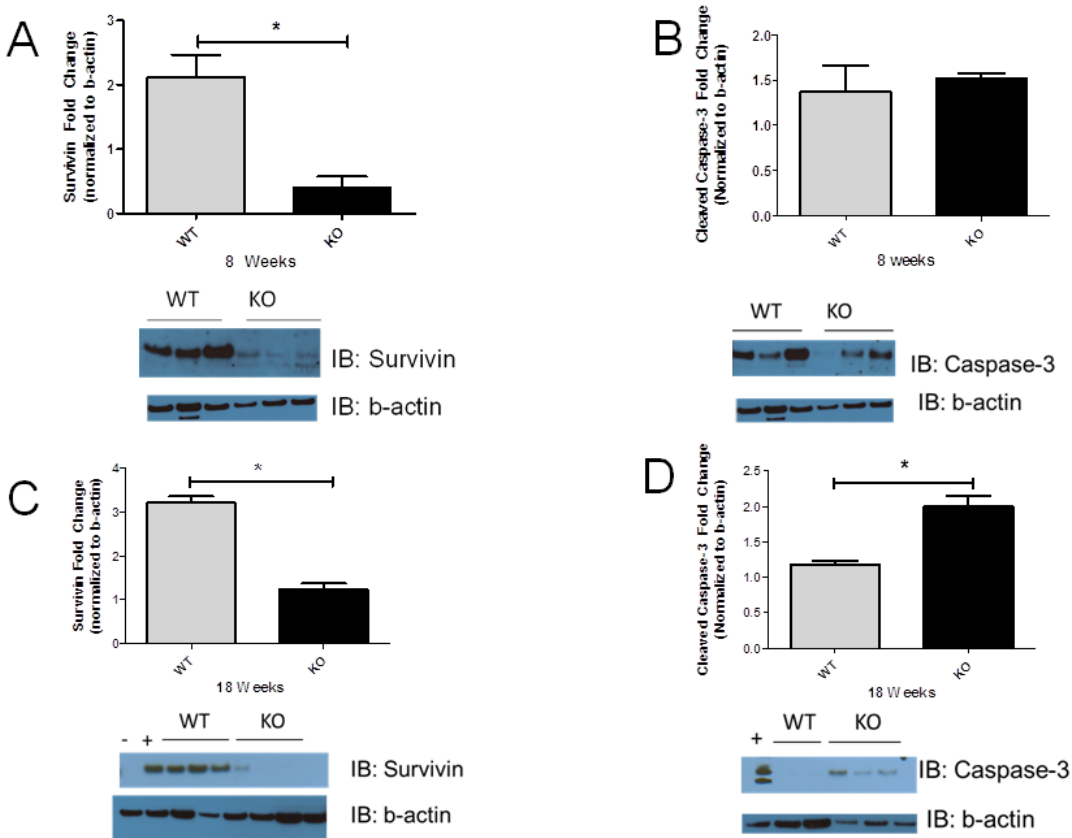 A
Survivin Fold Change
(normalized to b-actin)
3
2
1
0
*
WT
KO
8 Weeks
WT KO
IB: Survivin
IB: b-actin
B
Cleaved Caspase-3 Fold Change
(Normalized to b-actin)
2.0
1.5
1.0
0.5
0.0
WT
KO
8 weeks
WT KO
IB: Caspase-3
IB: b-actin
C
Survivin Fold Change
(normalized to b-actin)
4
3
2
1
0
*
WT
KO
18 Weeks
- + WT KO
IB: Survivin
IB: b-actin
D
Cleaved Caspase-3 Fold Change
(Normalized to b-actin)
2.5
2.0
1.5
1.0
0.5
0.0
*
WT
KO
18 Weeks
+ WT KO
IB: Caspase-3
IB: b-actin